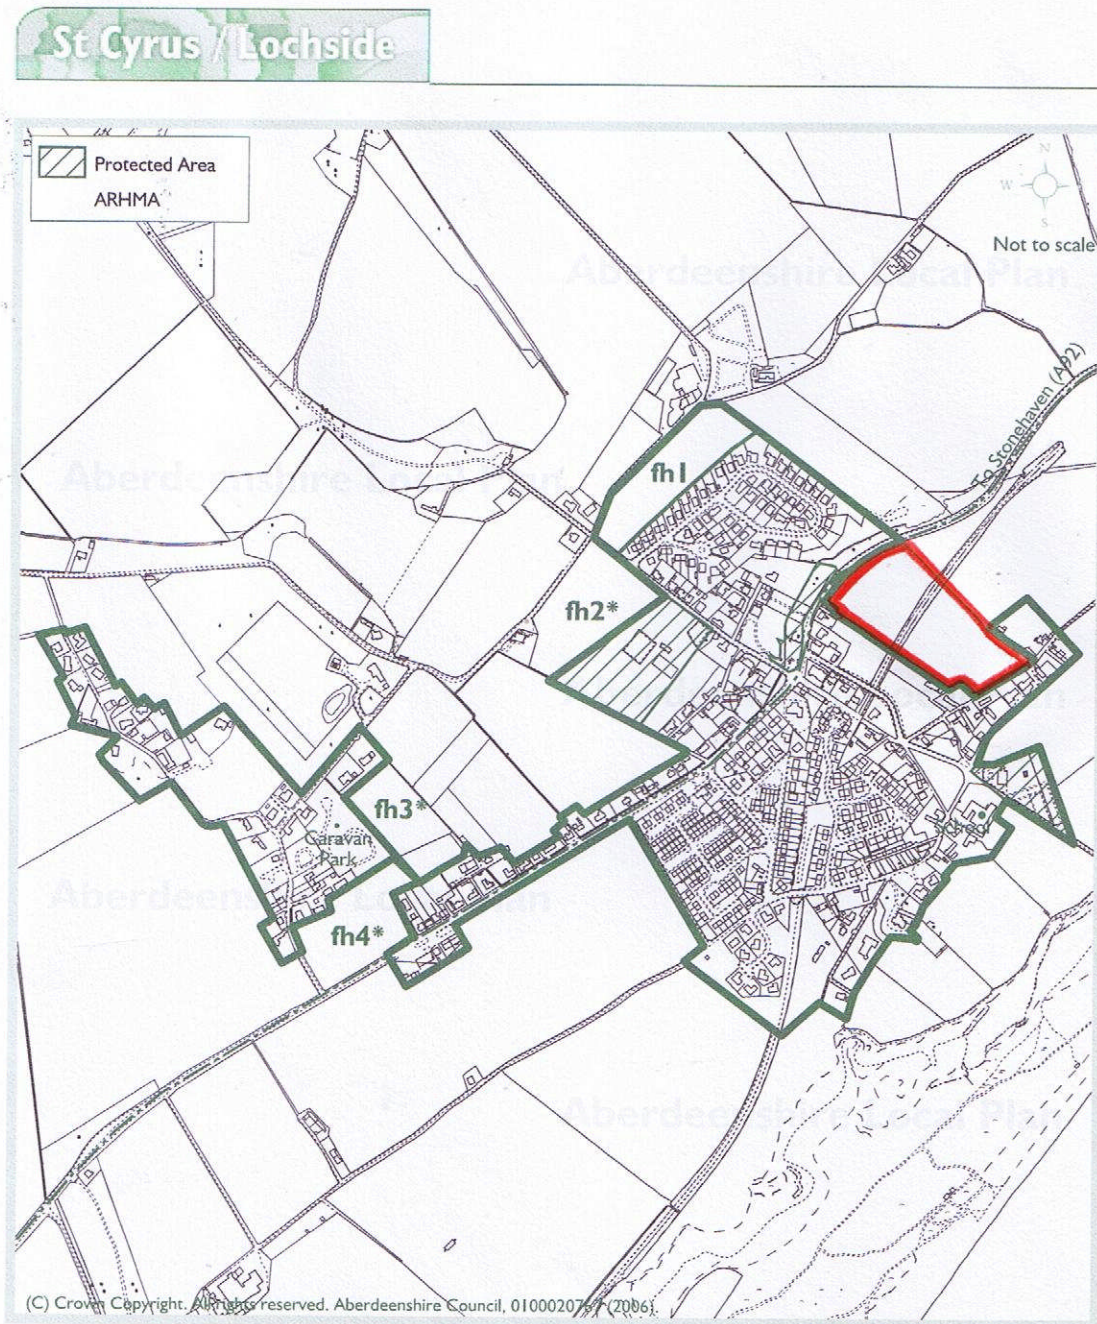 St Cyrus / Lochside
Protected Area
ARHMA
N
W
S
Not to scale
Aberdeenshire Local Plan
To Stonehaven (A92)
fh1
Aberdeenshire Local Plan
fh2*
fh3*
Caravan
Park
School
Aberdeenshire Local Plan
fh4*
Aberdeenshire Local Plan
(C) Crown Copyright. All rights reserved. Aberdeenshire Council, (2006).